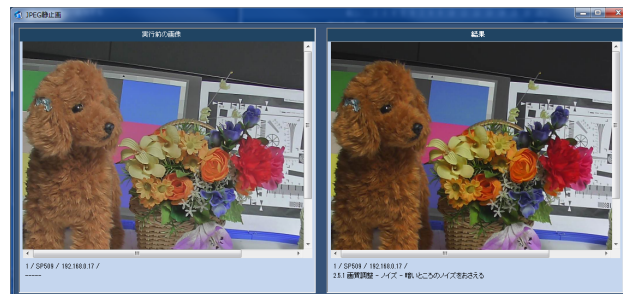 JPEG静止画
実行前の画像
結果
1 / SP509 / 192.168.0.17 /
-----
1 / SP509 / 192.168.0.17 /
2.5.1 画質調整 - ノイズ - 暗いところのノイズをおさえる